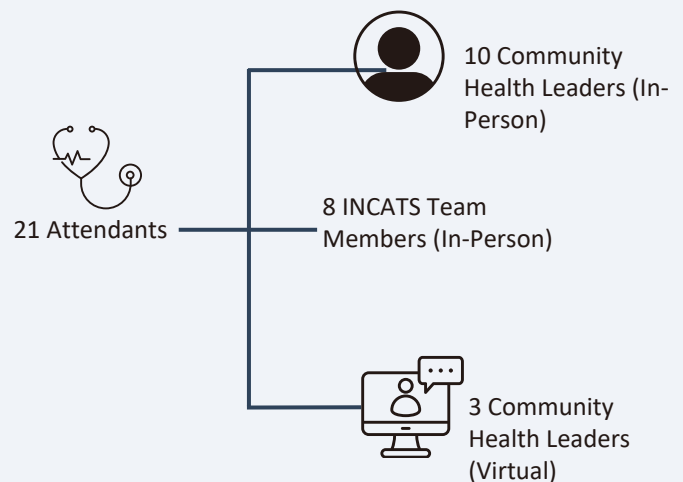 10 Community
Health Leaders (In-
Person)
21 Attendants
8 INCATS Team
Members (In-Person)
3 Community
Health Leaders
(Virtual)